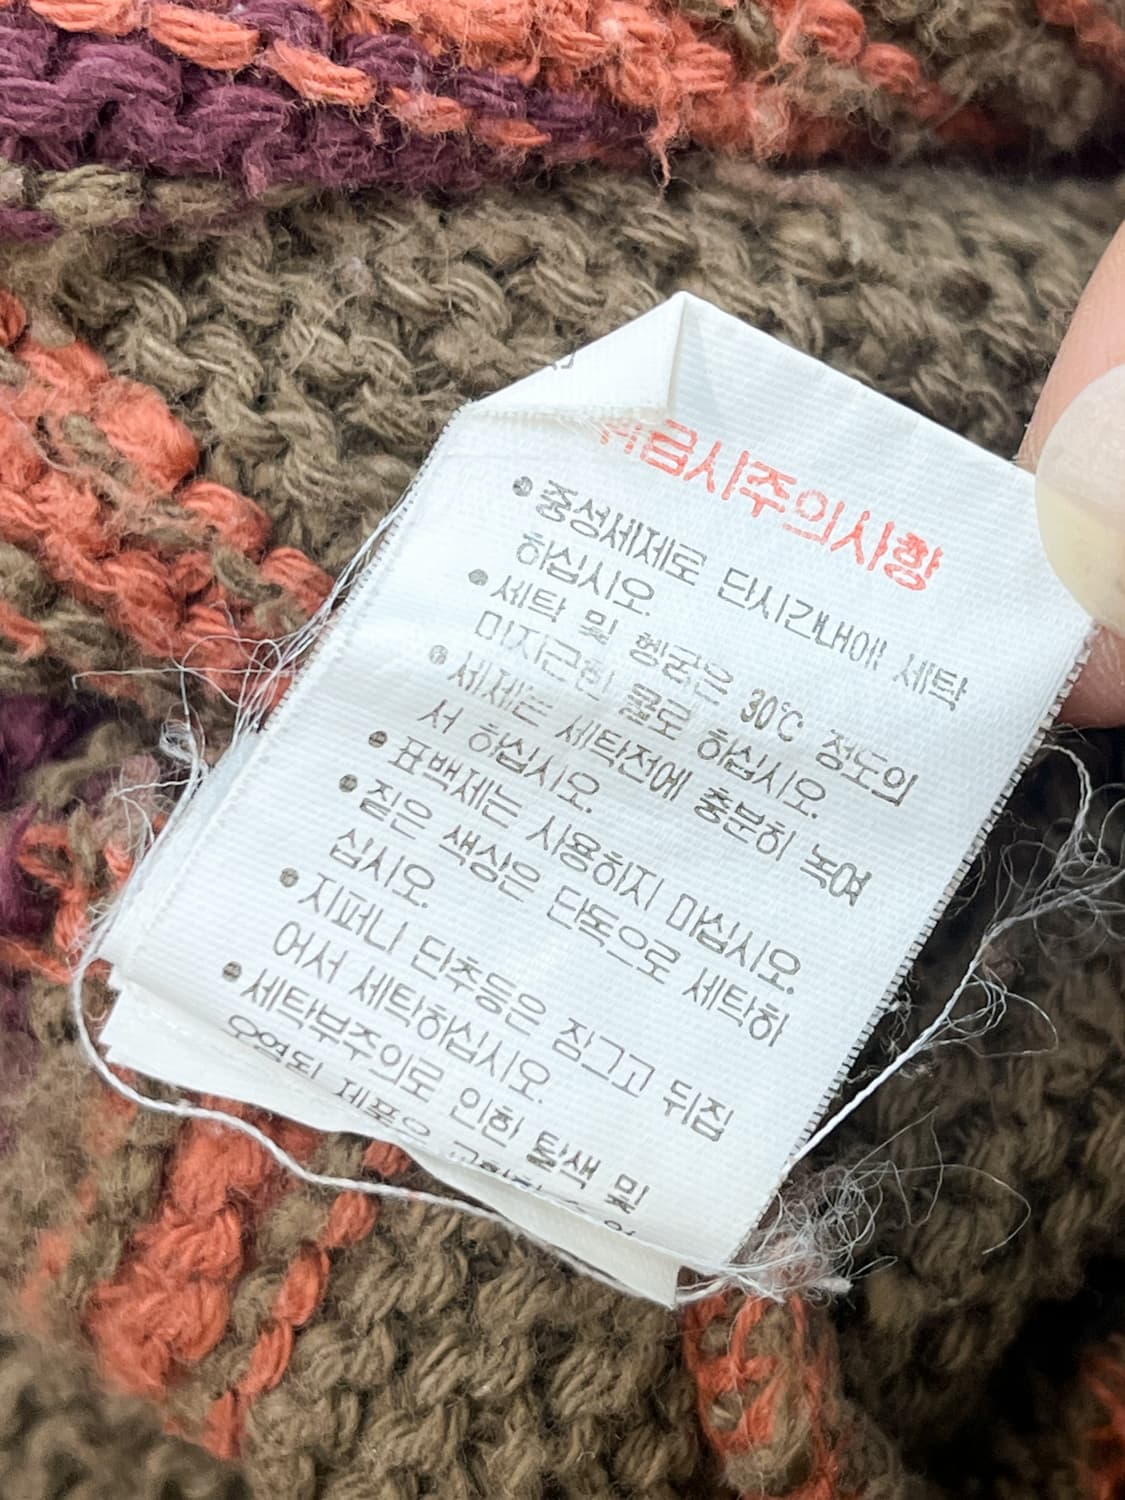 취급시주의사항
• 중성세제로 단시간내에 세탁
하십시오.
• 세탁 및 헹굼은 30℃ 정도의
미지근한 물로 하십시오.
• 세제는 세탁전에 충분히 녹여
서 하십시오.
• 표백제는 사용하지 마십시오.
• 짙은 색상은 단독으로 세탁하
십시오.
• 지퍼나 단추등은 잠그고 뒤집
어서 세탁하십시오.
• 세탁부주의로 인한 탈색 및
제품은